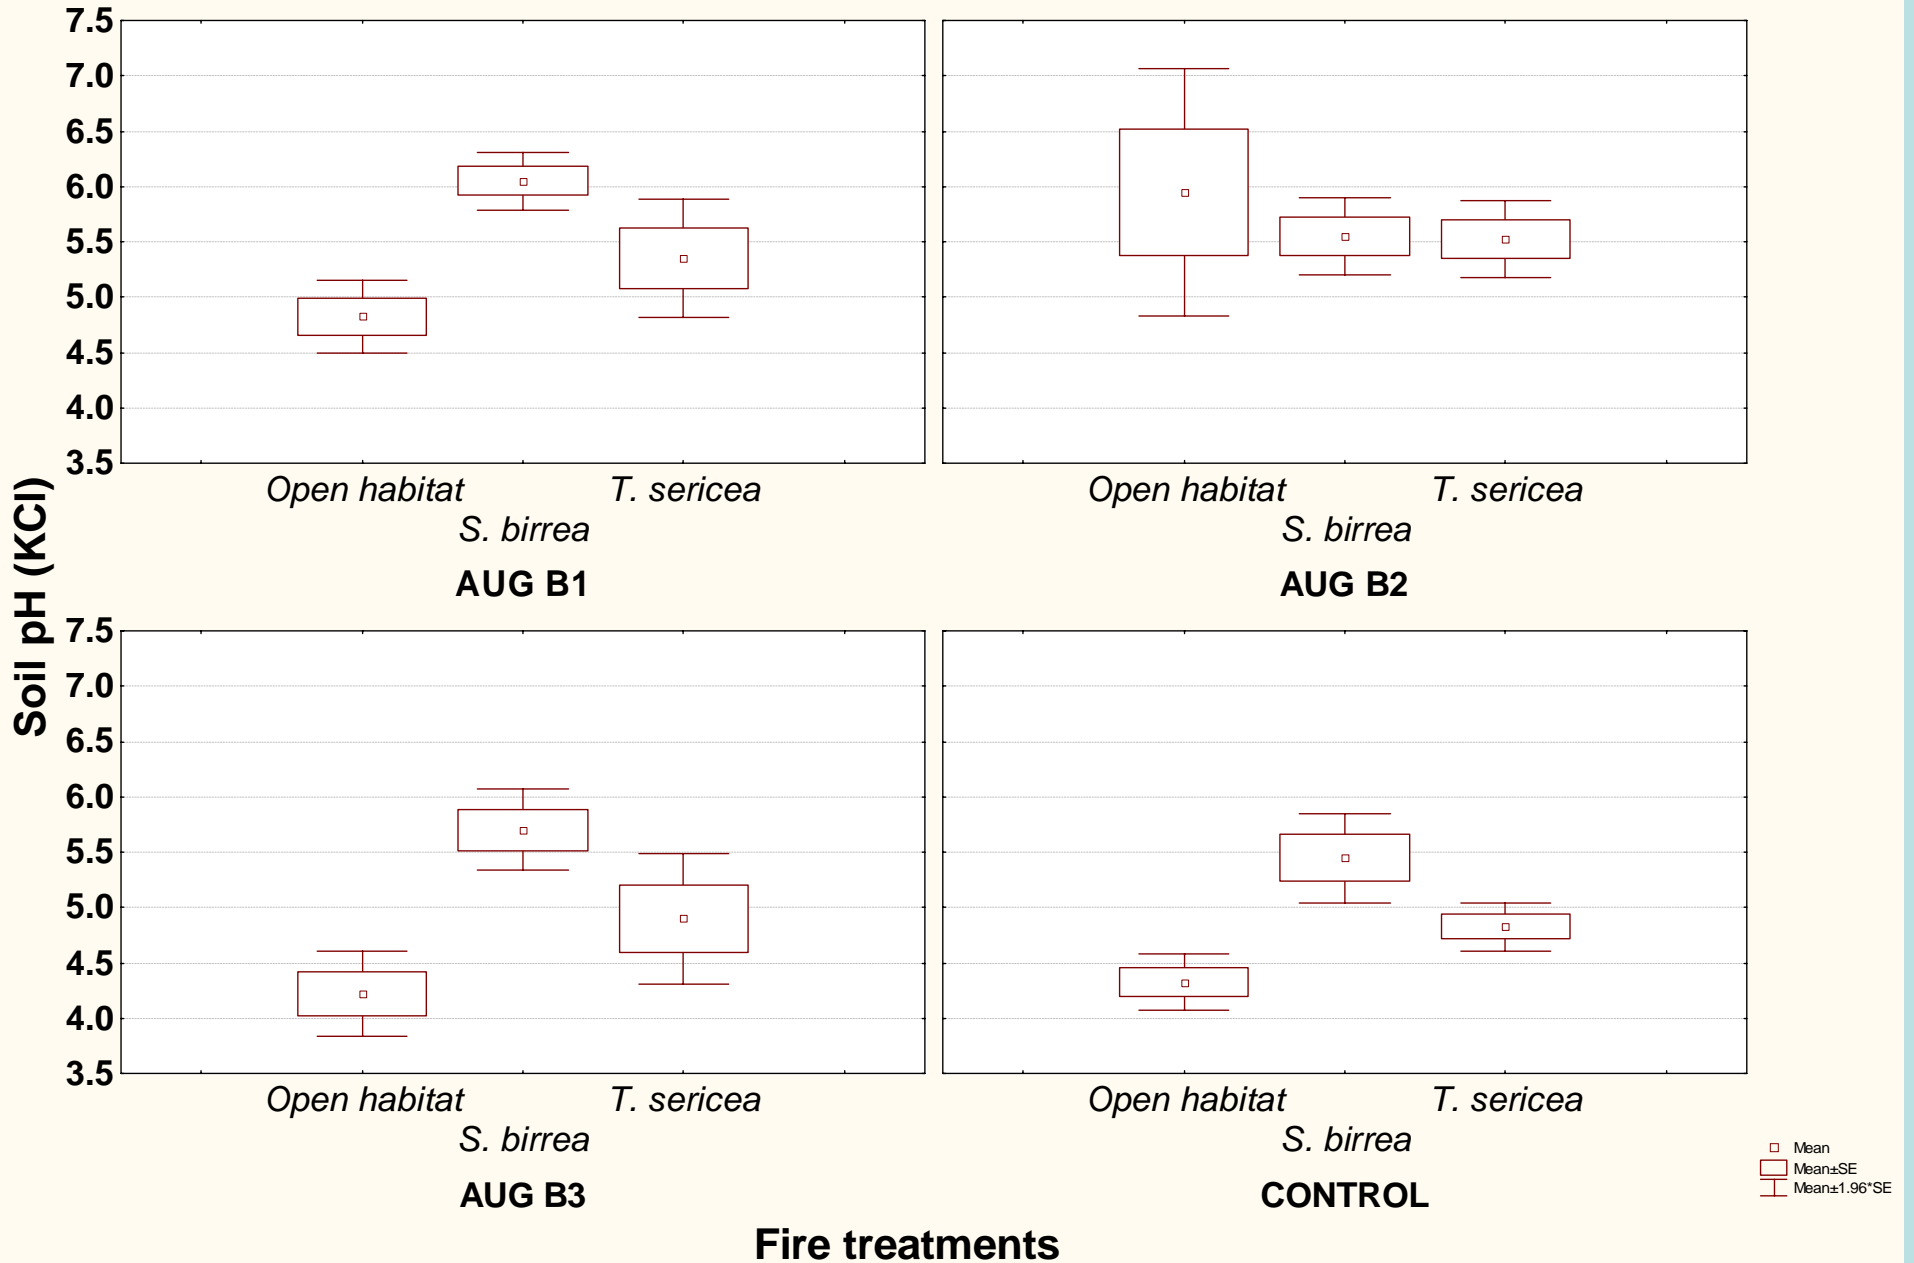 7.5
7.0
6.5
6.0
5.5
5.0
4.5
4.0
3.5
Open habitat T. sericea
S. birrea
AUG B1
Open habitat T. sericea
S. birrea
AUG B2
Soil pH (KCl)
7.5
7.0
6.5
6.0
5.5
5.0
4.5
4.0
3.5
Open habitat T. sericea
S. birrea
AUG B3
Open habitat T. sericea
S. birrea
CONTROL
Mean
Mean±SE
Mean±1.96*SE
Fire treatments